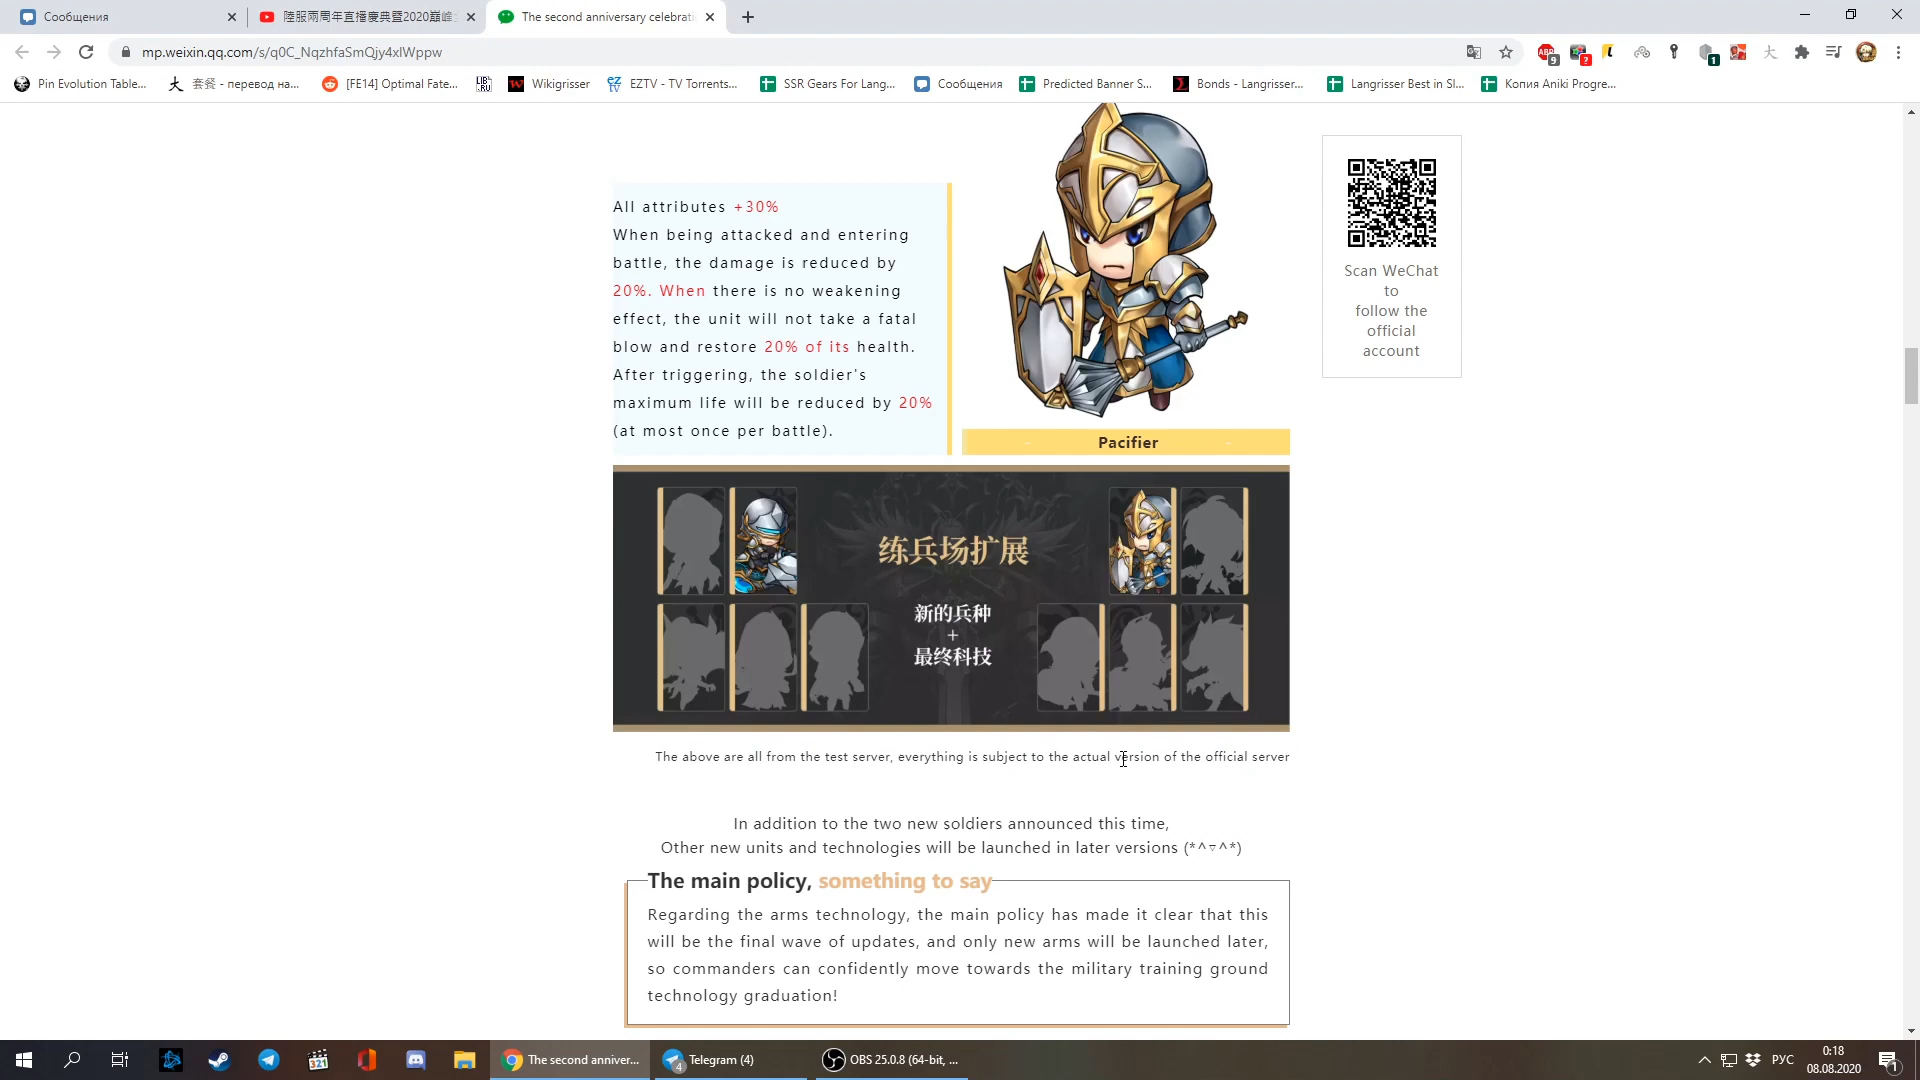 Сообщения
陸服兩周年直播慶典暨2020巔峰
The second anniversary celebrati
mp.weixin.qq.com/s/q0C_NqzhfaSmQjy4xlWppw
9
?
1
Pin Evolution Table...
套餐 - перевод на...
[FE14] Optimal Fate...
LIB.RU
Wikigrisser
EZTV - TV Torrents...
SSR Gears For Lang...
Сообщения
Predicted Banner S...
Bonds - Langrisser...
Langrisser Best in Sl...
Копия Aniki Progre...
All attributes +30%
When being attacked and entering
battle, the damage is reduced by
20%. When there is no weakening
effect, the unit will not take a fatal
blow and restore 20% of its health.
After triggering, the soldier's
maximum life will be reduced by 20%
(at most once per battle).
Pacifier
Scan WeChat
to
follow the
official
account
练兵场扩展
新的兵种
+
最终科技
The above are all from the test server, everything is subject to the actual version of the official server
In addition to the two new soldiers announced this time,
Other new units and technologies will be launched in later versions (*^▽^*)
The main policy, something to say
Regarding the arms technology, the main policy has made it clear that this
will be the final wave of updates, and only new arms will be launched later,
so commanders can confidently move towards the military training ground
technology graduation!
321
The second anniver...
4
Telegram (4)
OBS 25.0.8 (64-bit, ...
РУС
0:18
08.08.2020
1